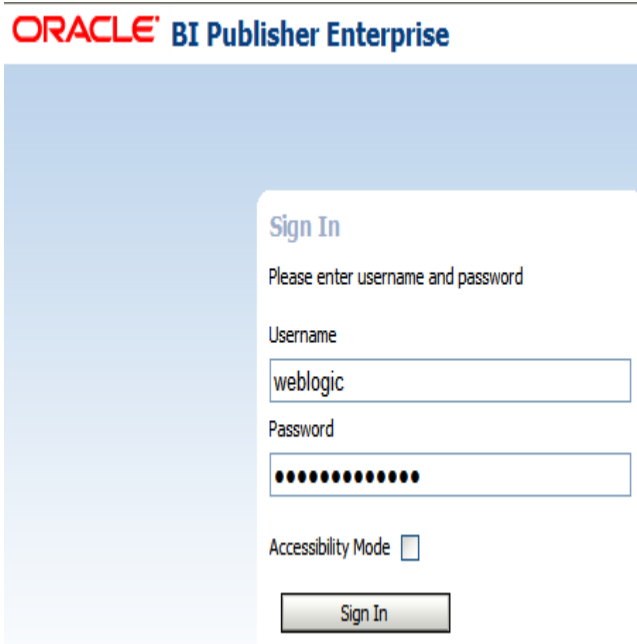 ORACLE BI Publisher Enterprise
Sign In
Please enter username and password
Username
weblogic
Password
●●●●●●●●●●●●●
Accessibility Mode
Sign In